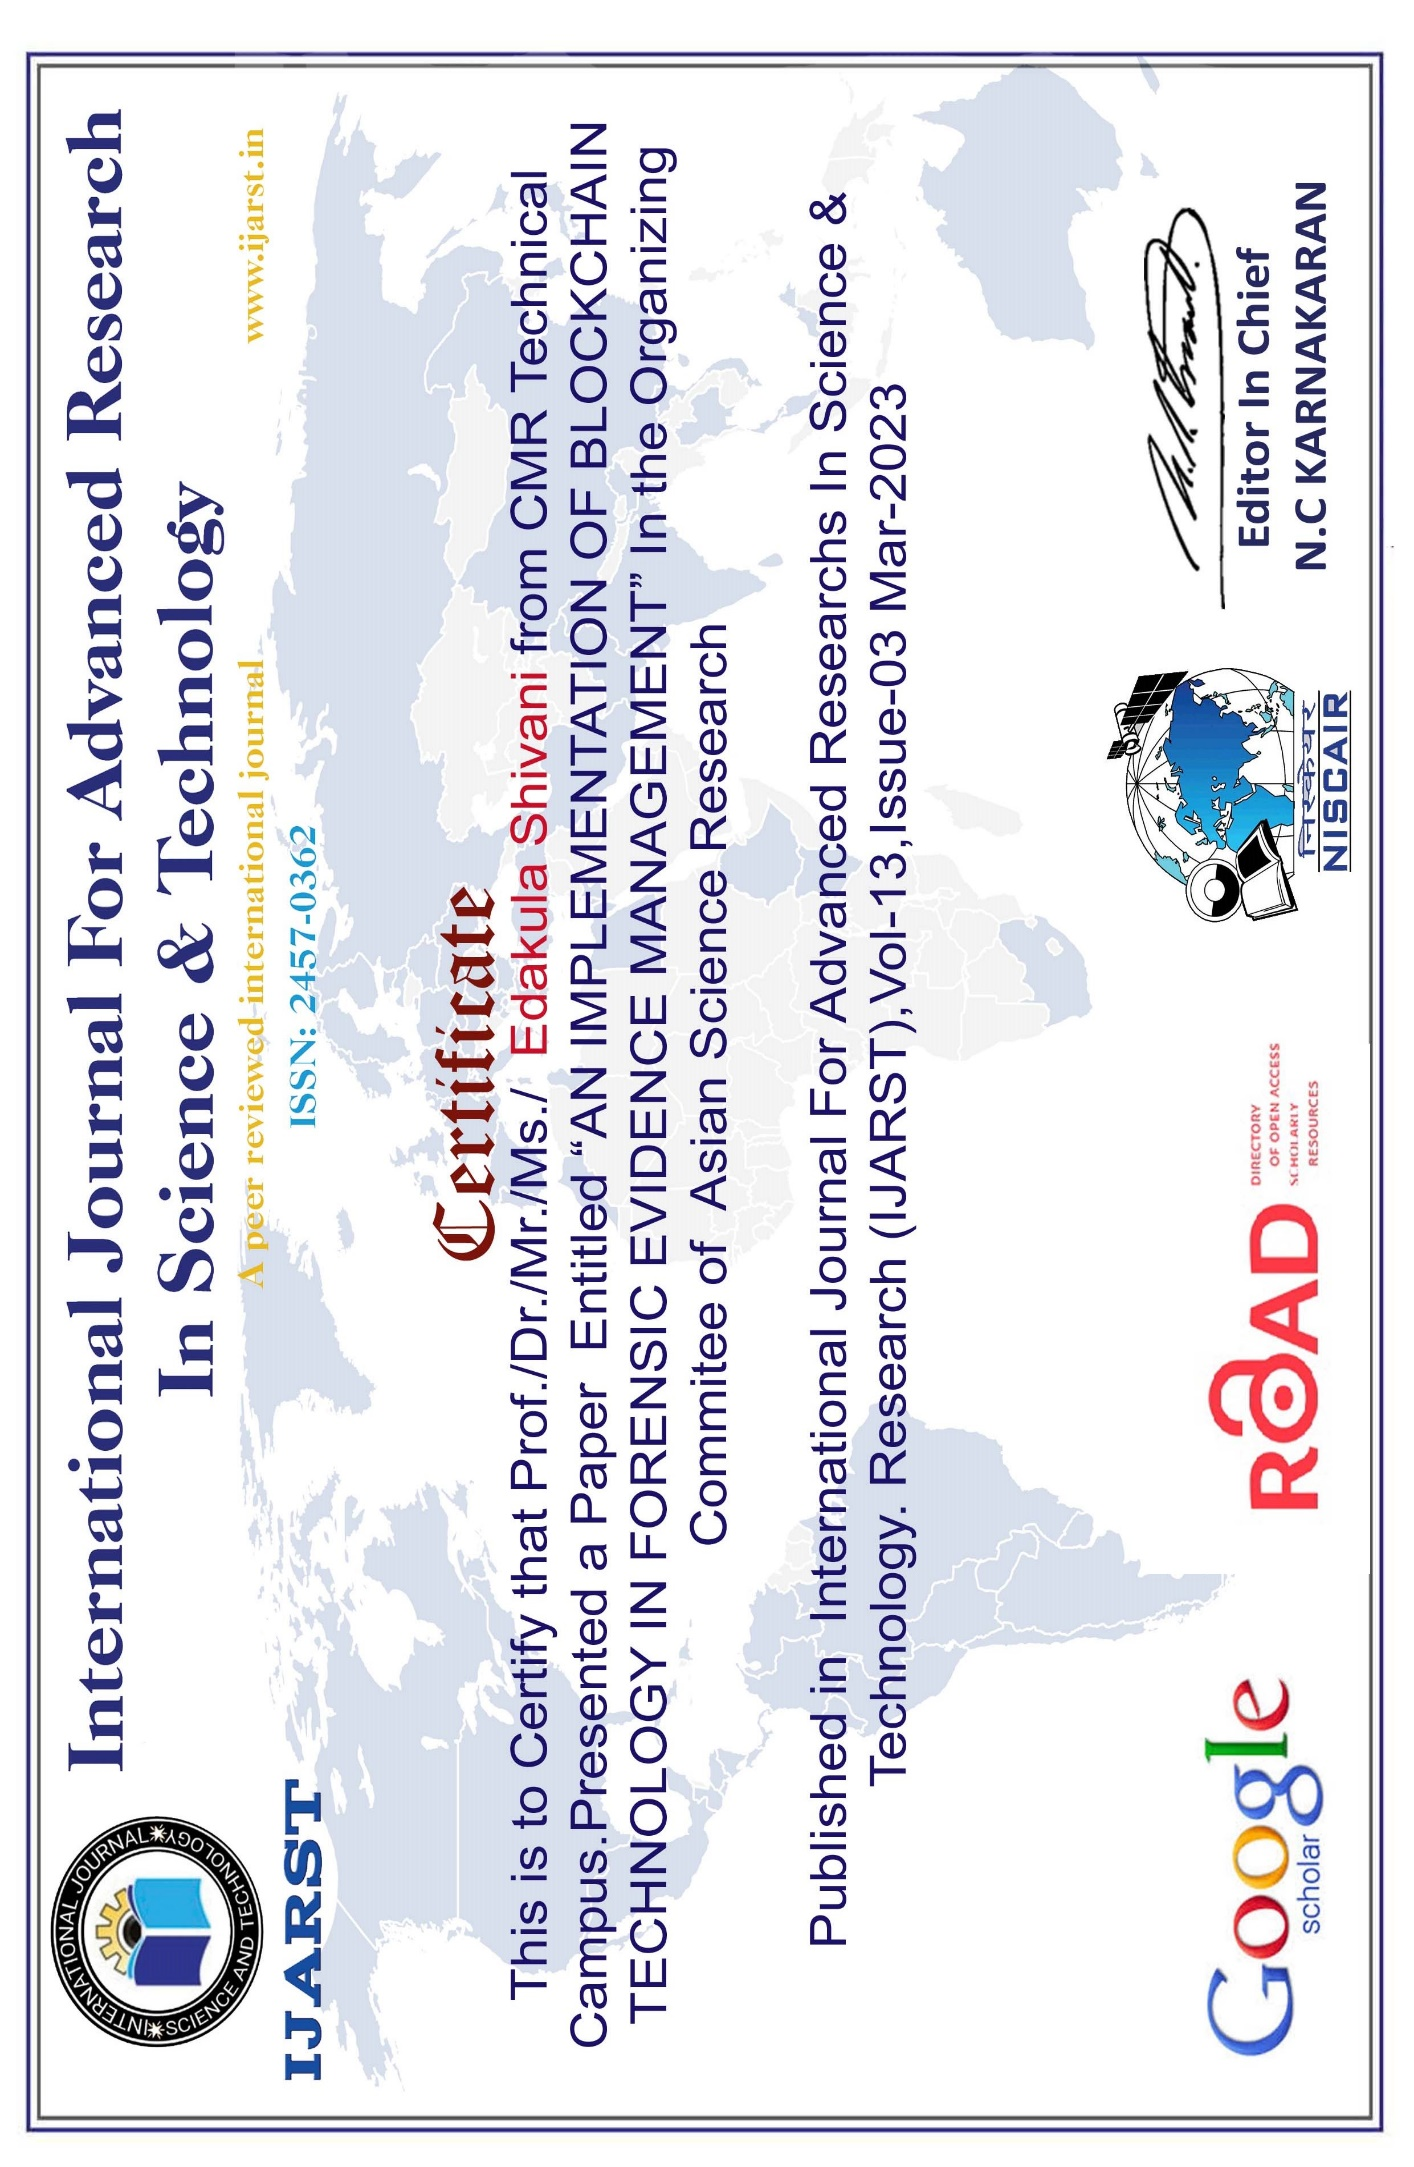 International Journal For Advanced Research
In Science & Technology
A peer reviewed international journal
www.ijarst.in
ISSN: 2457-0362
INTERNATIONAL JOURNAL
SCIENCE AND TECHNOLOGY
IJARST
Certificate
This is to Certify that Prof./Dr./Mr./Ms./ Edakula Shivani from CMR Technical
Campus.Presented a Paper Entitled “AN IMPLEMENTATION OF BLOCKCHAIN
TECHNOLOGY IN FORENSIC EVIDENCE MANAGEMENT” In the Organizing
Committee of Asian Science Research
Published in International Journal For Advanced Researchs In Science &
Technology. Research (IJARST),Vol-13,Issue-03 Mar-2023
Google
scholar
ROAD
DIRECTORY
OF OPEN ACCESS
SCHOLARLY
RESOURCES
निस्केयर
NISCAIR
Editor In Chief
N.C KARNAKARAN